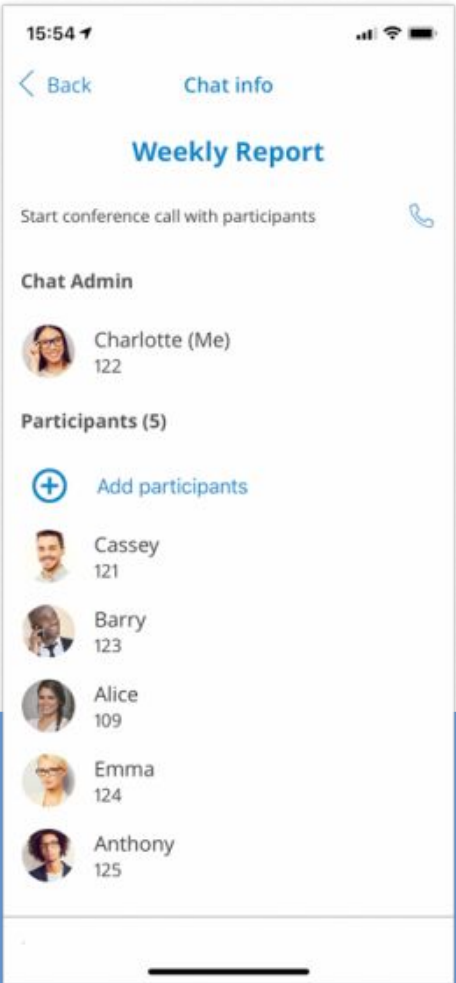 15:54
Back Chat info
Weekly Report
Start conference call with participants
Chat Admin
Charlotte (Me)
122
Participants (5)
Add participants
Cassey
121
Barry
123
Alice
109
Emma
124
Anthony
125